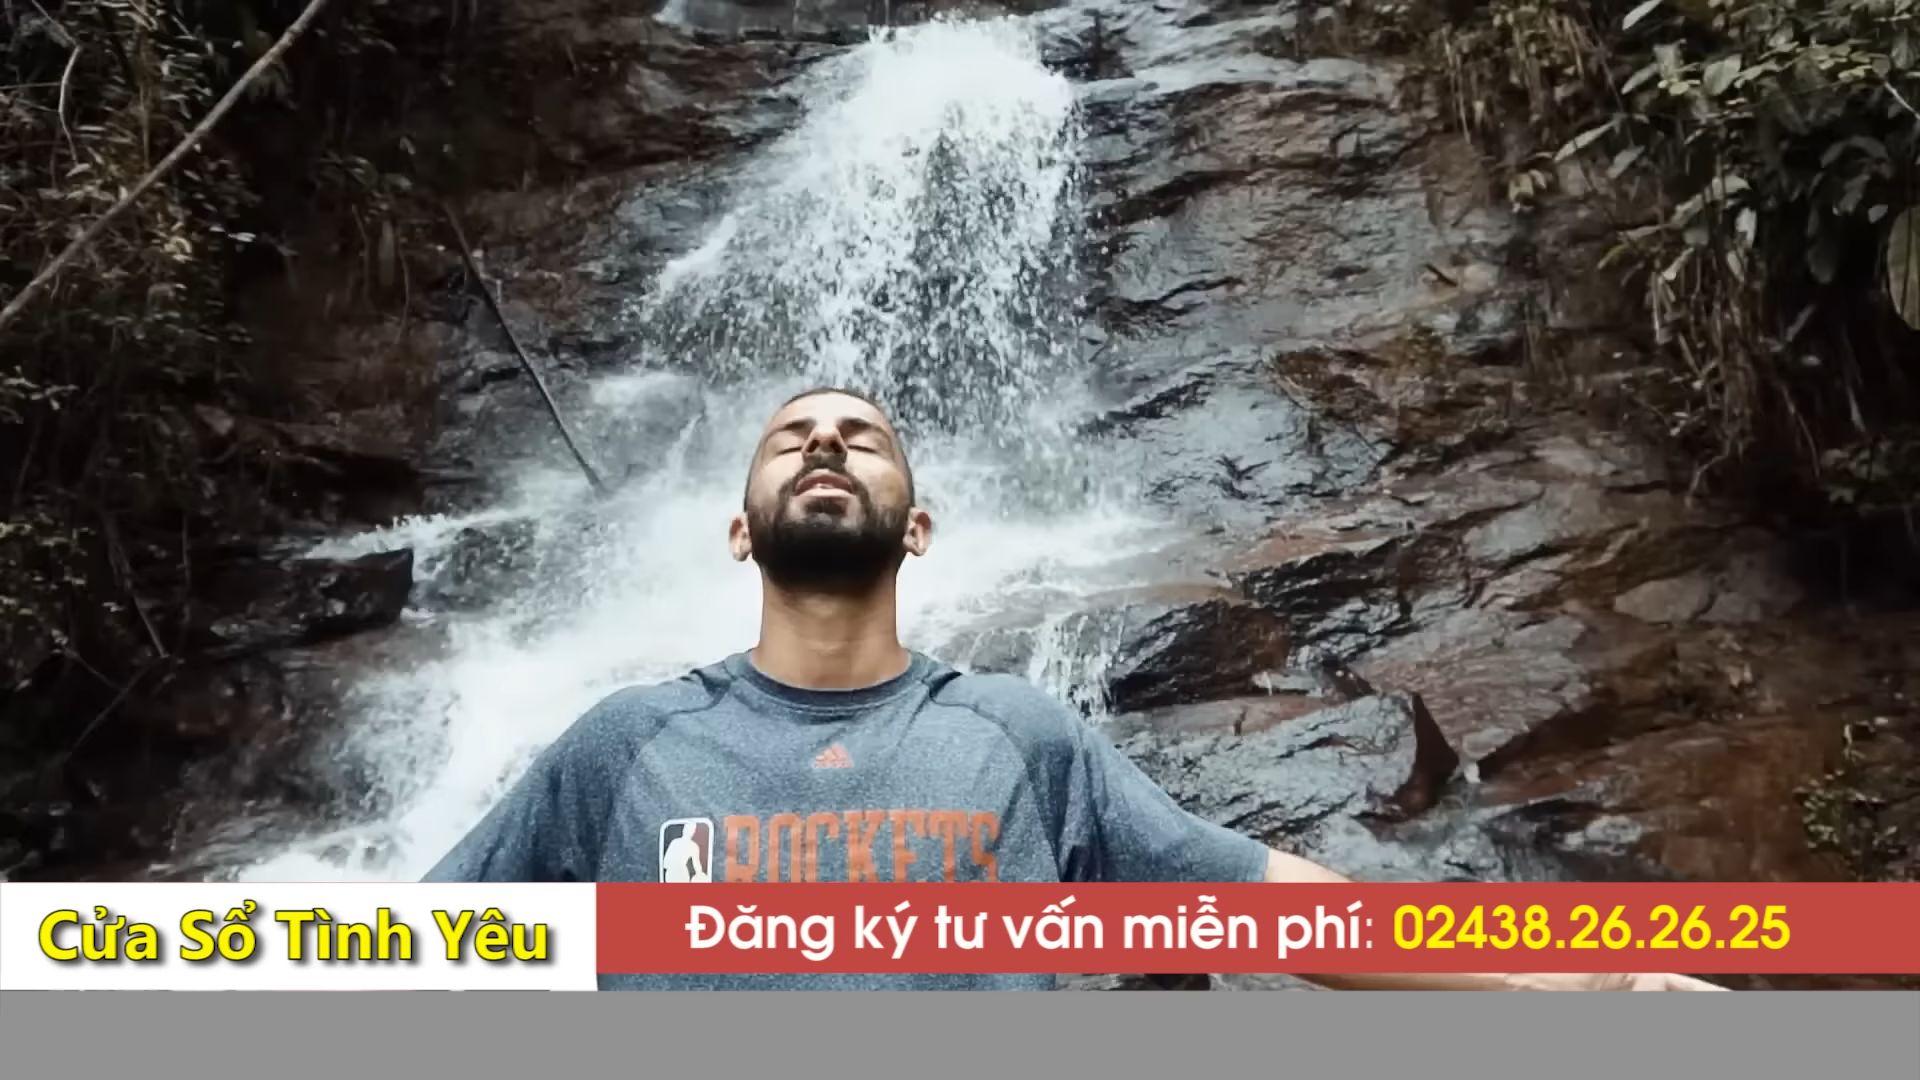 ROCKETS
Cửa Sổ Tình Yêu
Đăng ký tư vấn miễn phí: 02438.26.26.25